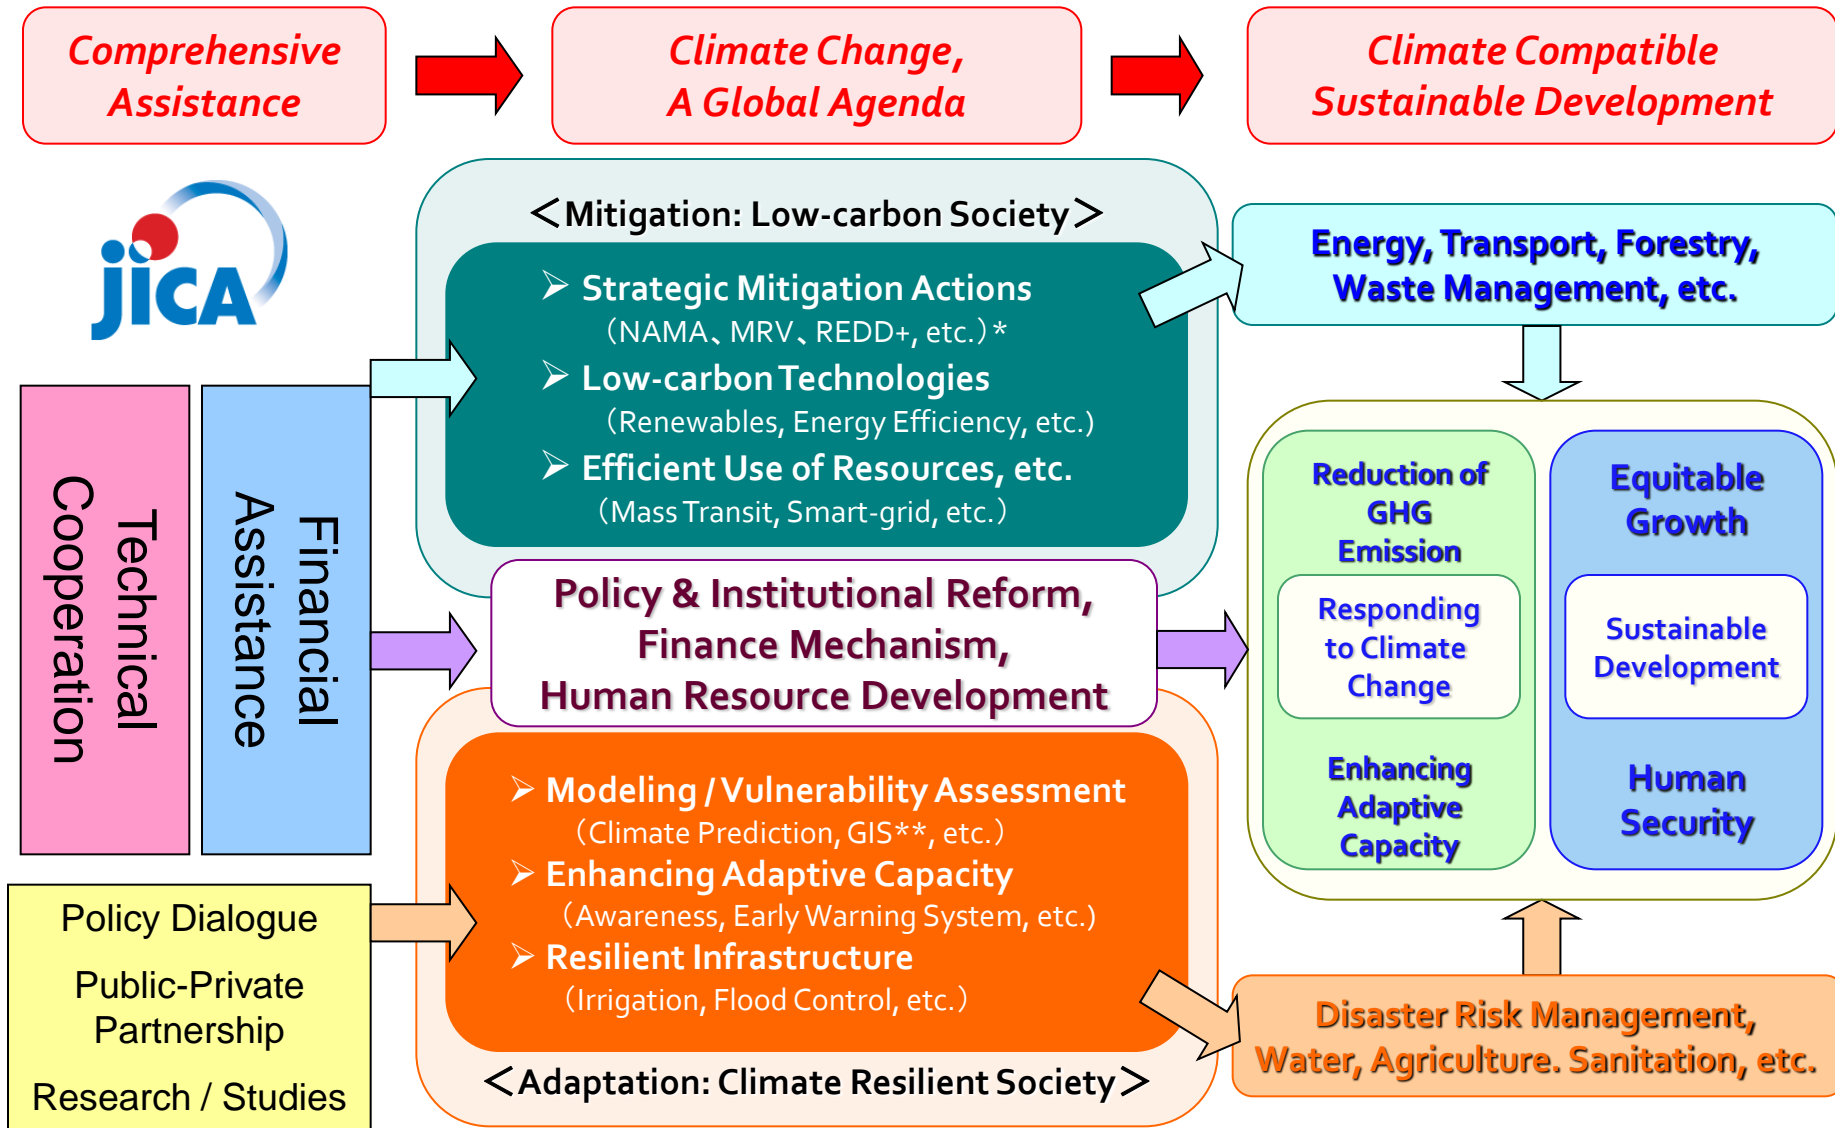 Comprehensive
Assistance
Climate Change,
A Global Agenda
Climate Compatible
Sustainable Development
jICA
Technical
Cooperation
Financial
Assistance
Policy Dialogue
Public-Private
Partnership
Research / Studies
＜Mitigation: Low-carbon Society＞
➢ Strategic Mitigation Actions
（NAMA、MRV、REDD+, etc.）*
➢ Low-carbon Technologies
（Renewables, Energy Efficiency, etc.)
➢ Efficient Use of Resources, etc.
（Mass Transit, Smart-grid, etc.）
Policy & Institutional Reform,
Finance Mechanism,
Human Resource Development
➢ Modeling / Vulnerability Assessment
（Climate Prediction, GIS**, etc.）
➢ Enhancing Adaptive Capacity
（Awareness, Early Warning System, etc.)
➢ Resilient Infrastructure
（Irrigation, Flood Control, etc.）
＜Adaptation: Climate Resilient Society＞
Energy, Transport, Forestry,
Waste Management, etc.
Reduction of
GHG
Emission
Responding
to Climate
Change
Enhancing
Adaptive
Capacity
Equitable
Growth
Sustainable
Development
Human
Security
Disaster Risk Management,
Water, Agriculture. Sanitation, etc.